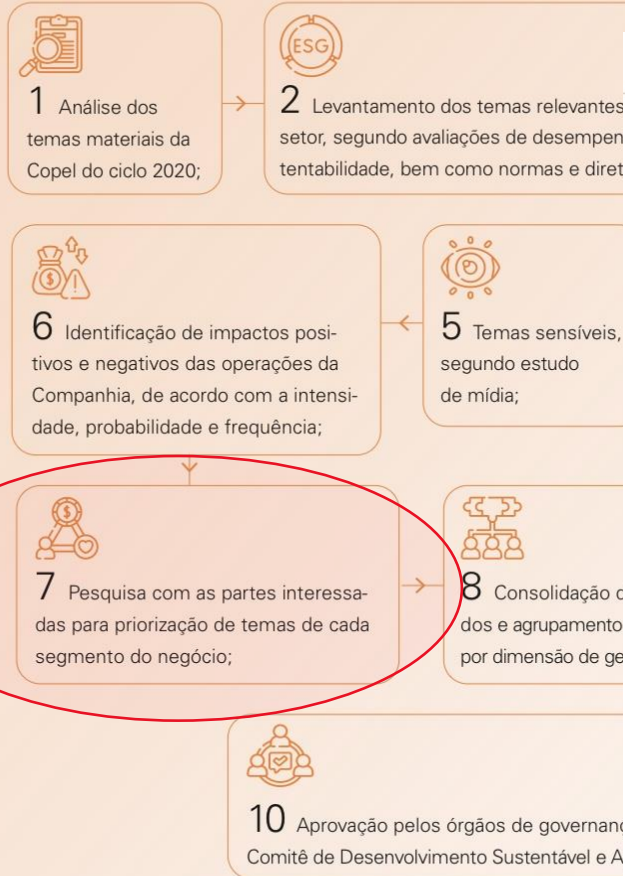 1 Análise dos
temas materiais da
Copel do ciclo 2020;
ESG
2 Levantamento dos temas relevantes
setor, segundo avaliações de desempen
tentabilidade, bem como normas e diret
6 Identificação de impactos posi-
tivos e negativos das operações da
Companhia, de acordo com a intensi-
dade, probabilidade e frequência;
5 Temas sensíveis,
segundo estudo
de mídia;
7 Pesquisa com as partes interessa-
das para priorização de temas de cada
segmento do negócio;
8 Consolidação d
dos e agrupamento
por dimensão de ge
10 Aprovação pelos órgãos de governanç
Comitê de Desenvolvimento Sustentável e A